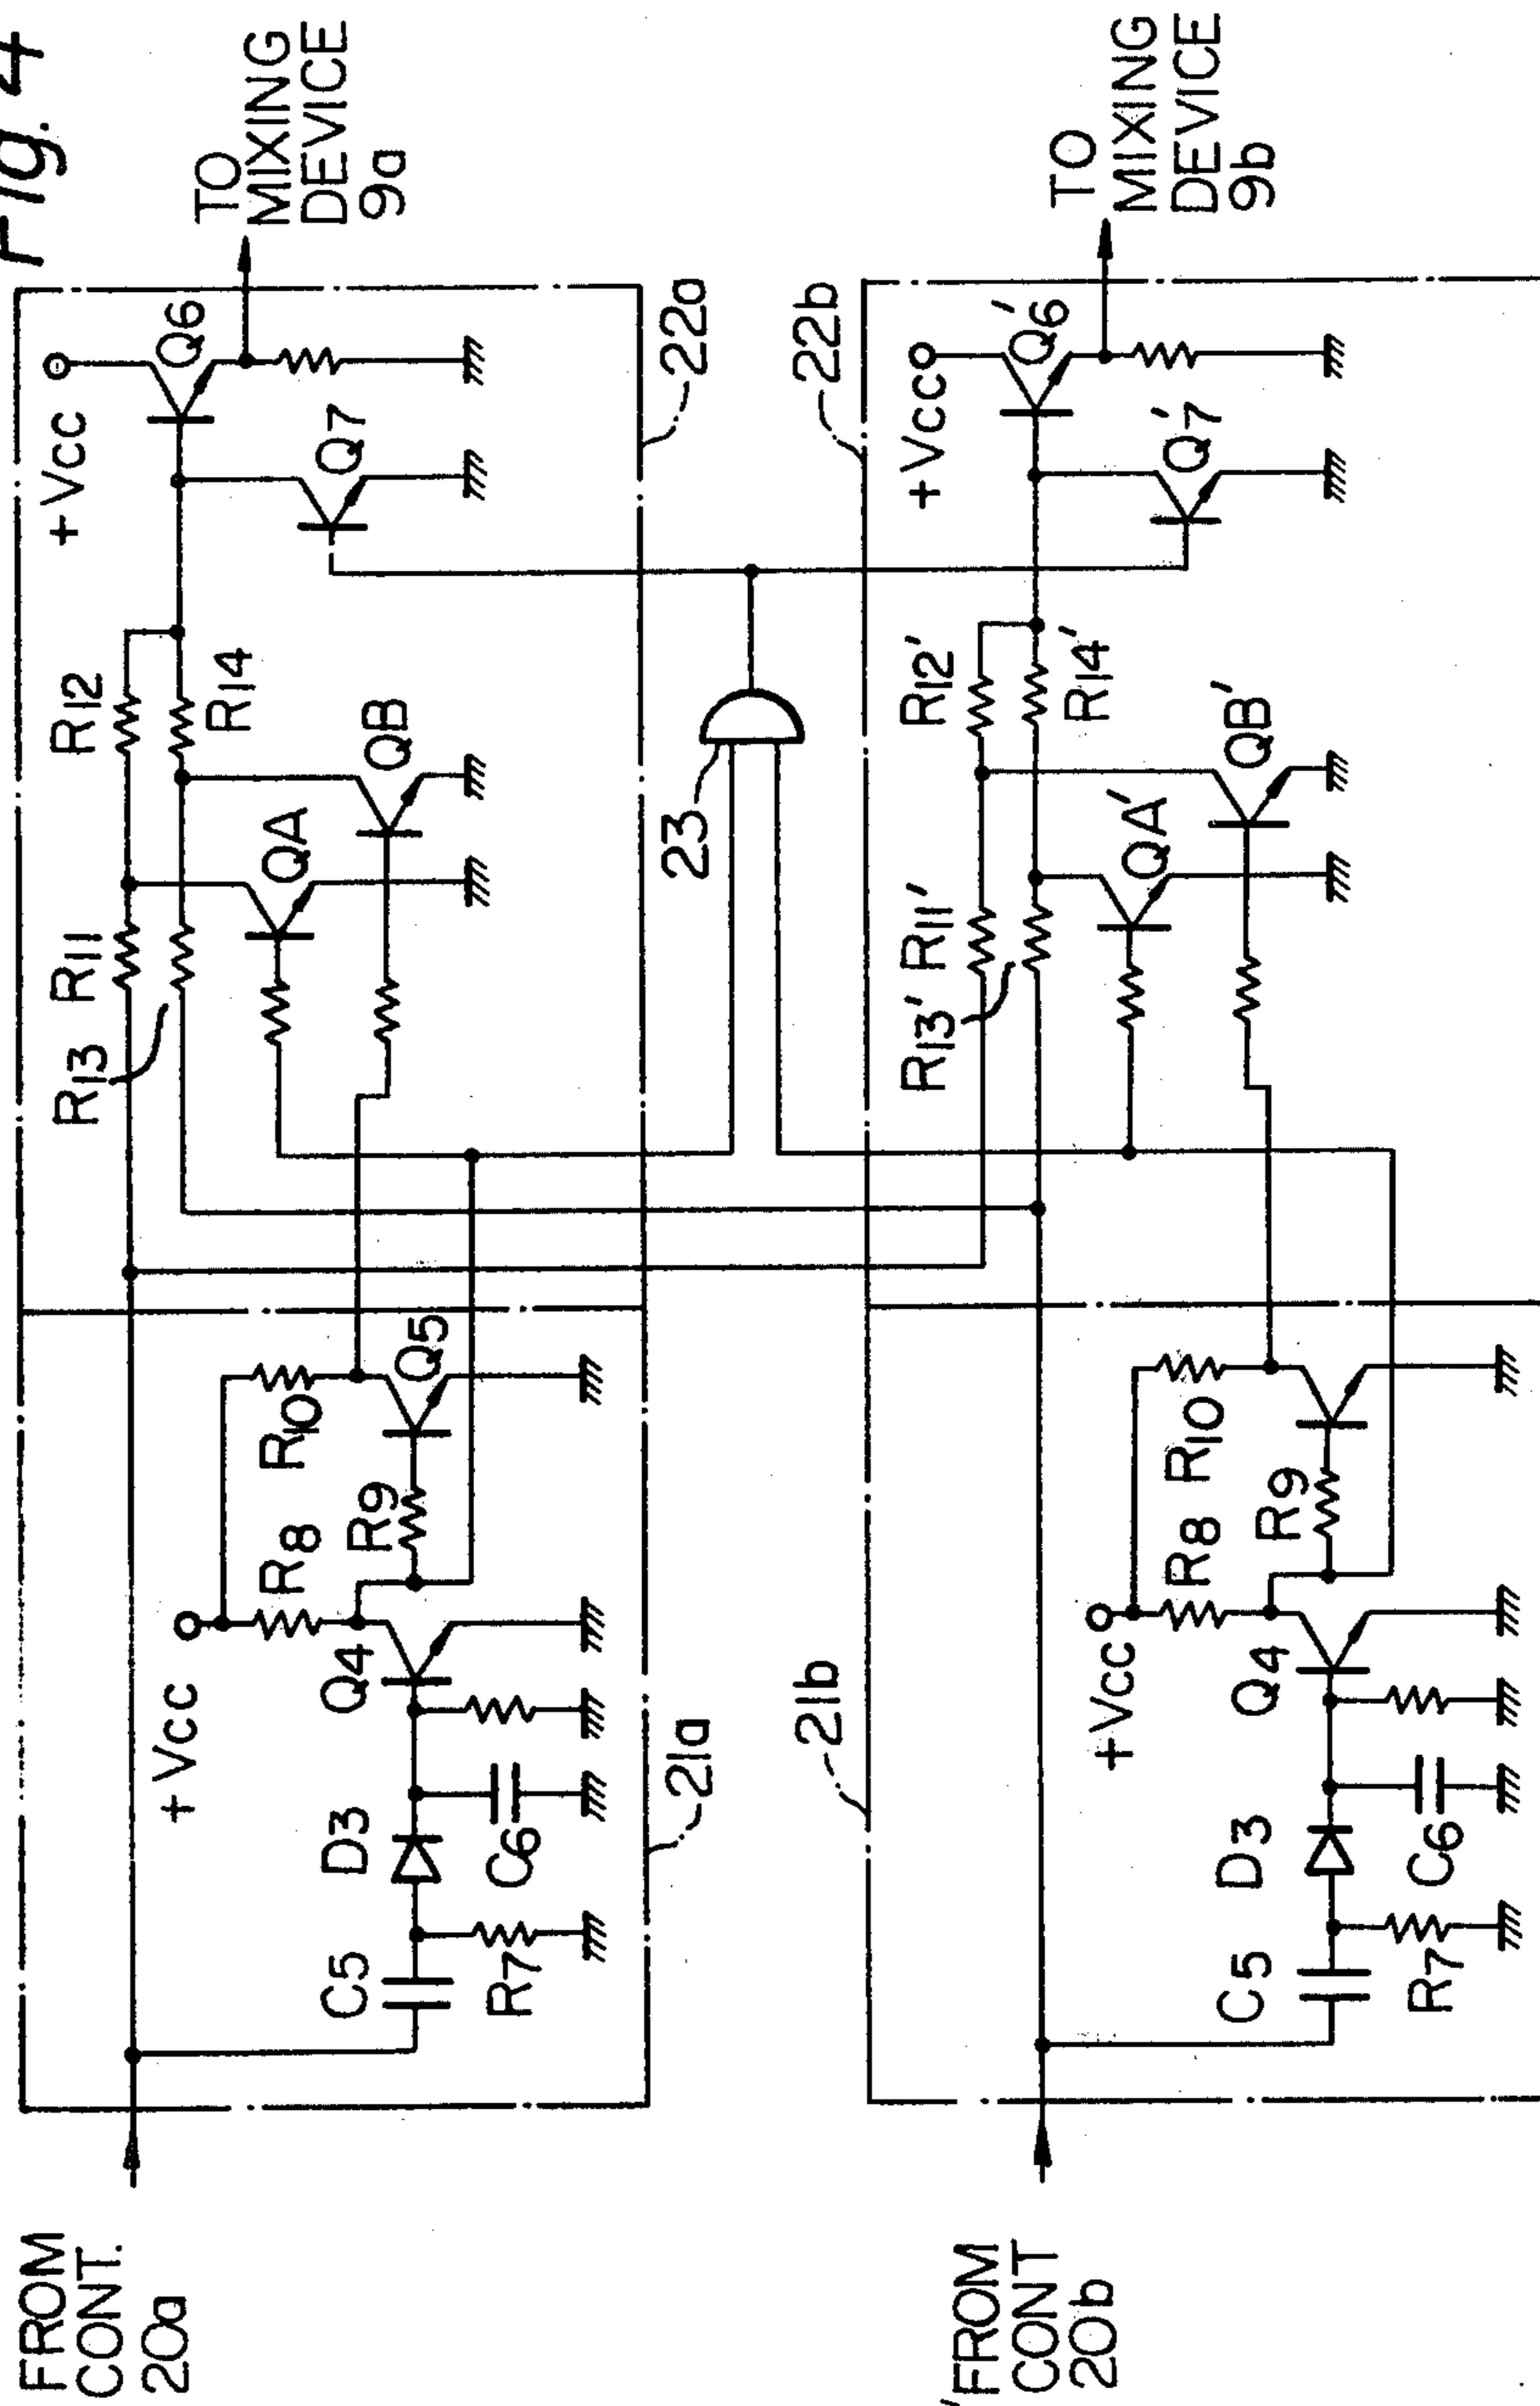 Fig. 4
FROM
CONT.
20a
+Vcc
C5
R7
D3
C6
Q4
R8
R9
R10
Q5
21a
R13
R11
R12
R14
QA
QB
+Vcc
Q6
Q7
22a
TO
MIXING
DEVICE
9a
23
FROM
CONT
20b
+Vcc
C5
R7
D3
C6
Q4
R8
R9
R10
21b
R13'
R11'
R12'
R14'
QA'
QB'
+Vcc
Q6'
Q7'
22b
TO
MIXING
DEVICE
9b